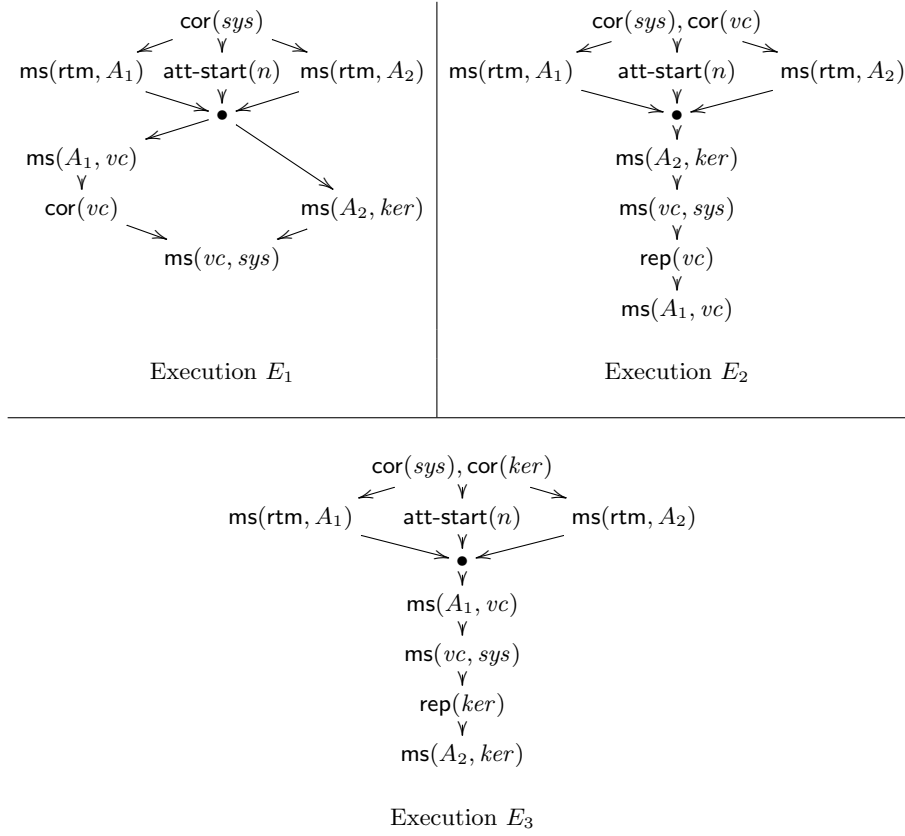 cor(sys)
ms(rtm, A₁) att-start(n) ms(rtm, A₂)
•
ms(A₁, vc)
cor(vc) ms(A₂, ker)
ms(vc, sys)
Execution E₁
cor(sys), cor(vc)
ms(rtm, A₁) att-start(n) ms(rtm, A₂)
•
ms(A₂, ker)
ms(vc, sys)
rep(vc)
ms(A₁, vc)
Execution E₂
cor(sys), cor(ker)
ms(rtm, A₁) att-start(n) ms(rtm, A₂)
•
ms(A₁, vc)
ms(vc, sys)
rep(ker)
ms(A₂, ker)
Execution E₃